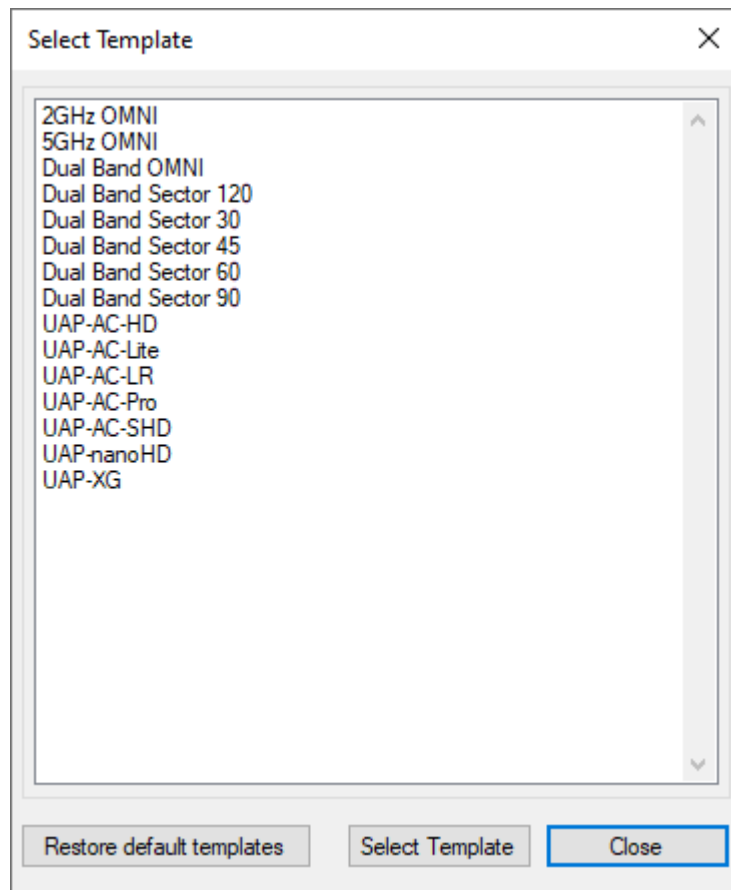 Select Template
2GHz OMNI
5GHz OMNI
Dual Band OMNI
Dual Band Sector 120
Dual Band Sector 30
Dual Band Sector 45
Dual Band Sector 60
Dual Band Sector 90
UAP-AC-HD
UAP-AC-Lite
UAP-AC-LR
UAP-AC-Pro
UAP-AC-SHD
UAP-nanoHD
UAP-XG
Restore default templates
Select Template
Close